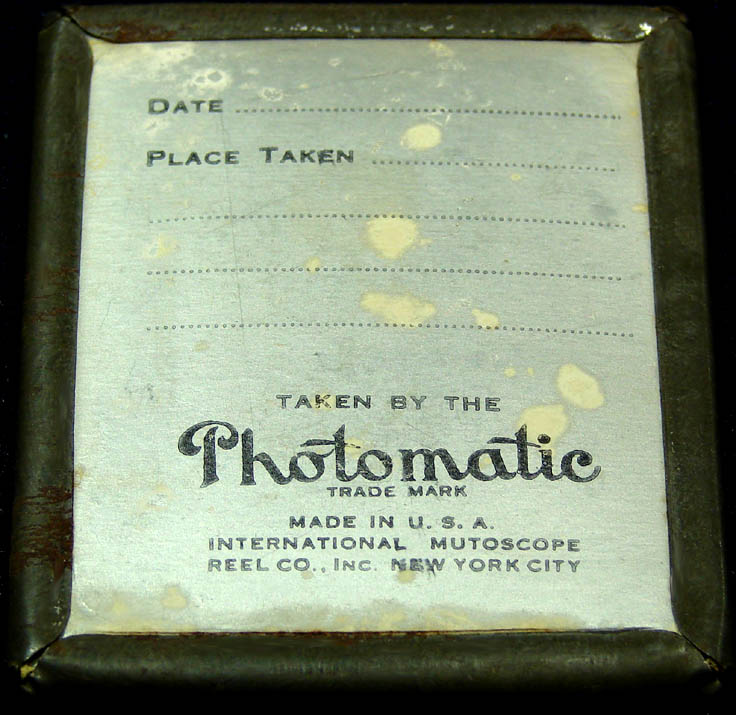 DATE
PLACE TAKEN
TAKEN BY THE
Photomatic
TRADE MARK
MADE IN U. S. A.
INTERNATIONAL MUTOSCOPE
REEL CO., INC. NEW YORK CITY